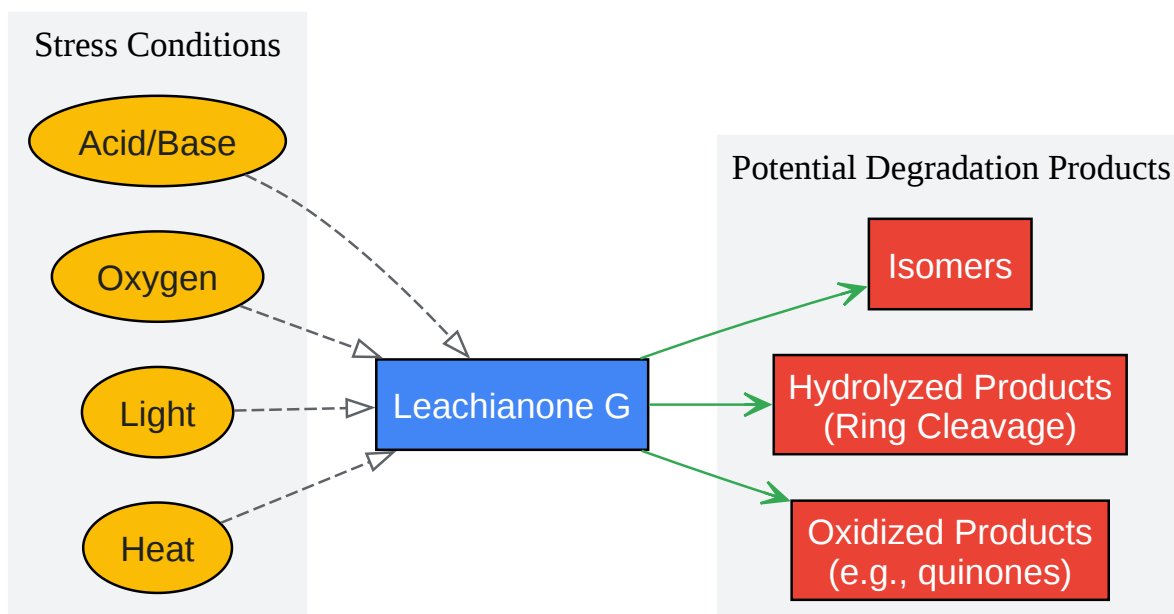 Stress Conditions
Acid/Base
Oxygen
Light
Heat
Leachianone G
Potential Degradation Products
Isomers
Hydrolyzed Products
(Ring Cleavage)
Oxidized Products
(e.g., quinones)